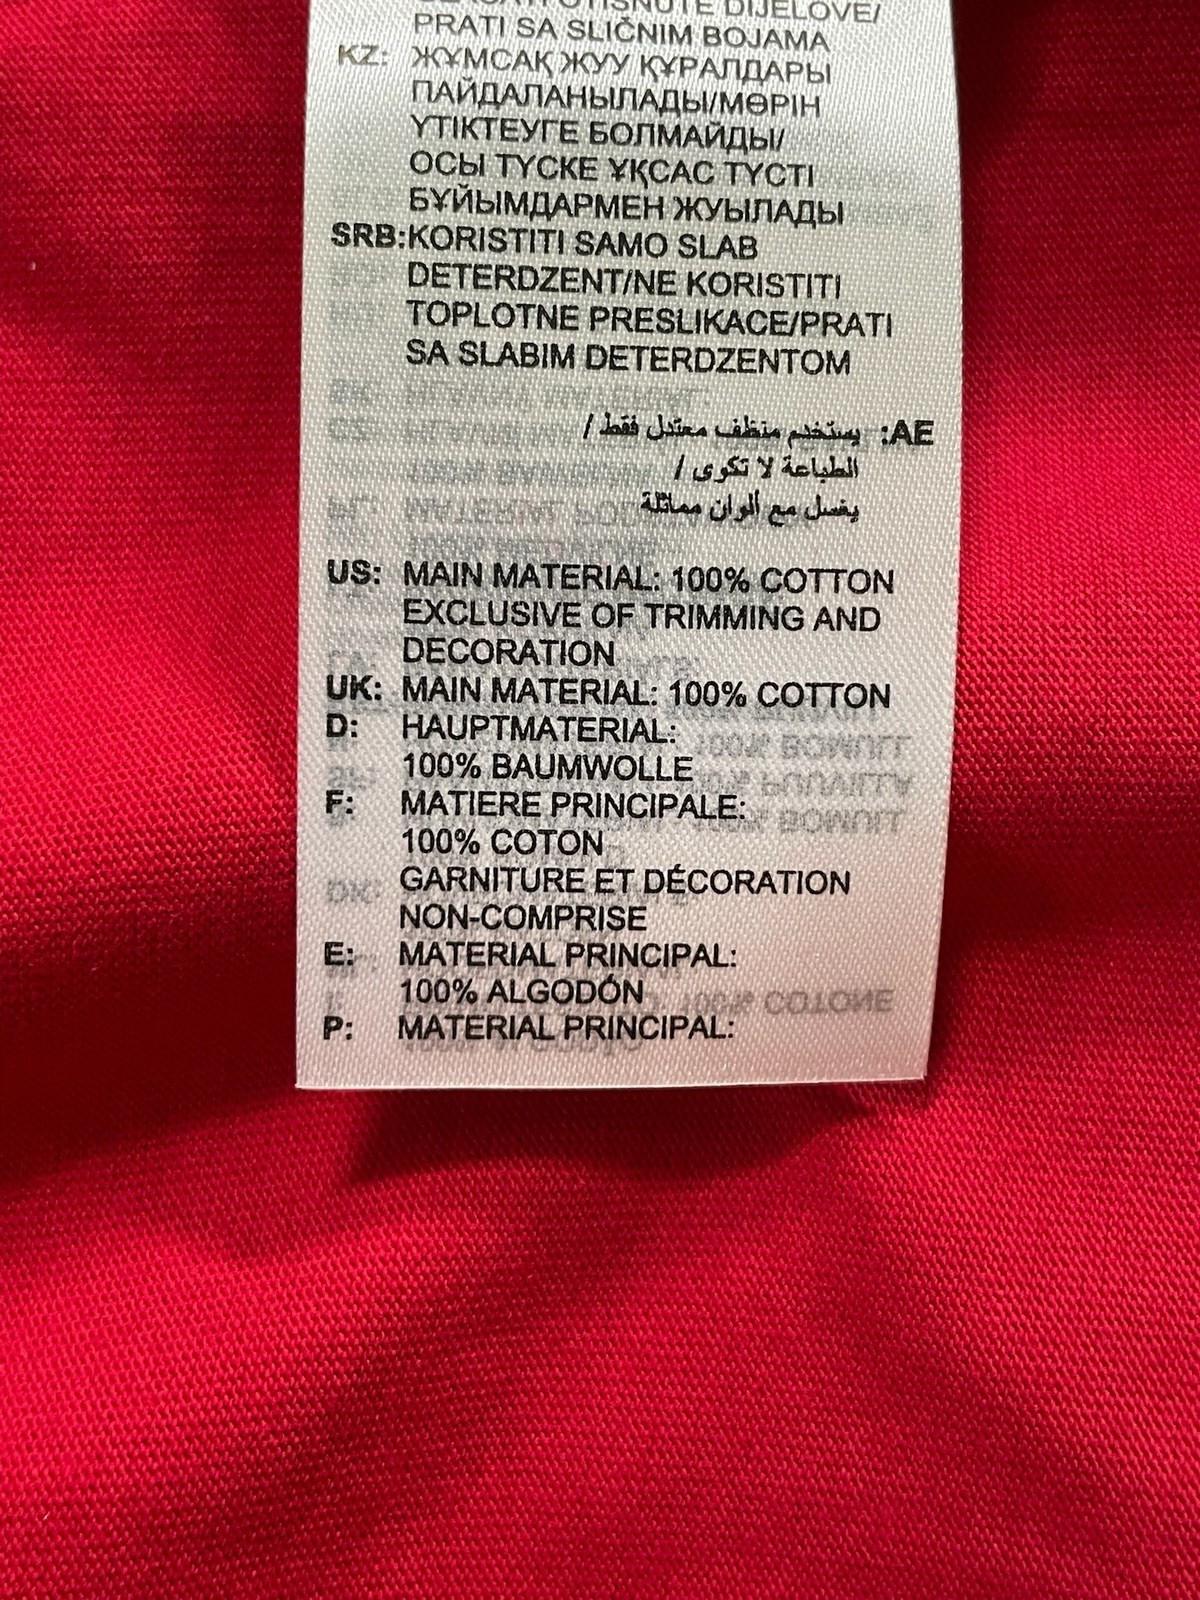 OTISNUTE DIJELOVE/
PRATI SA SLIČNIM BOJAMA
KZ: ЖҰМСАҚ ЖУУ ҚҰРАЛДАРЫ
ПАЙДАЛАНЫЛАДЫ/МӨРІН
ҮТІКТЕУГЕ БОЛМАЙДЫ/
ОСЫ ТҮСКЕ ҰҚСАС ТҮСТІ
БҰЙЫМДАРМЕН ЖУЫЛАДЫ
SRB: KORISTITI SAMO SLAB
DETERDZENT/NE KORISTITI
TOPLOTNE PRESLIKACE/PRATI
SA SLABIM DETERDZENTOM
AE: يستخدم منظف معتدل فقط /
الطباعة لا تكوى /
يغسل مع ألوان مماثلة
US: MAIN MATERIAL: 100% COTTON
EXCLUSIVE OF TRIMMING AND
DECORATION
UK: MAIN MATERIAL: 100% COTTON
D: HAUPTMATERIAL:
100% BAUMWOLLE
F: MATIERE PRINCIPALE:
100% COTON
GARNITURE ET DÉCORATION
NON-COMPRISE
E: MATERIAL PRINCIPAL:
100% ALGODÓN
P: MATERIAL PRINCIPAL: